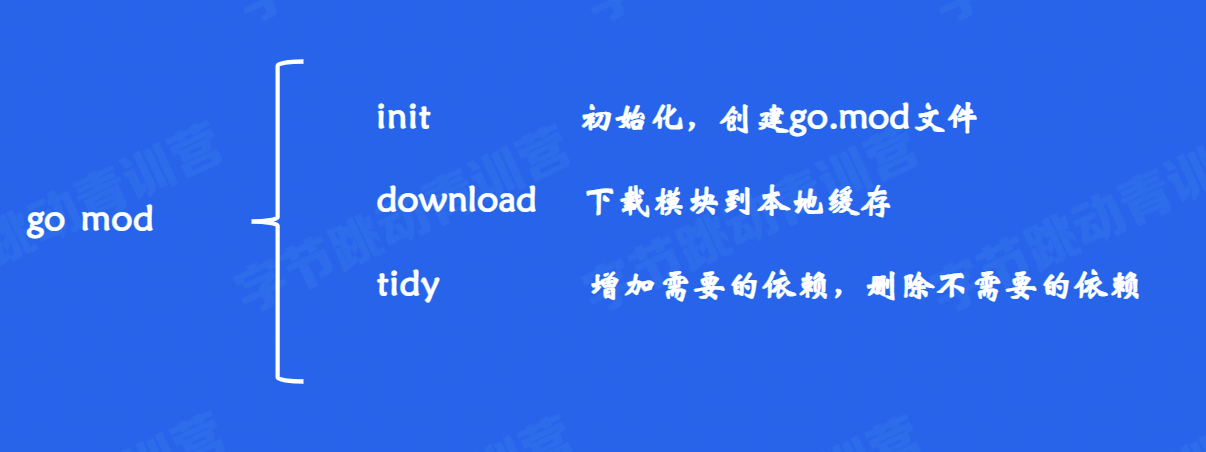 字节跳动青训营
init 初始化，创建go.mod文件
download 下载模块到本地缓存
go mod
tidy 增加需要的依赖，删除不需要的依赖